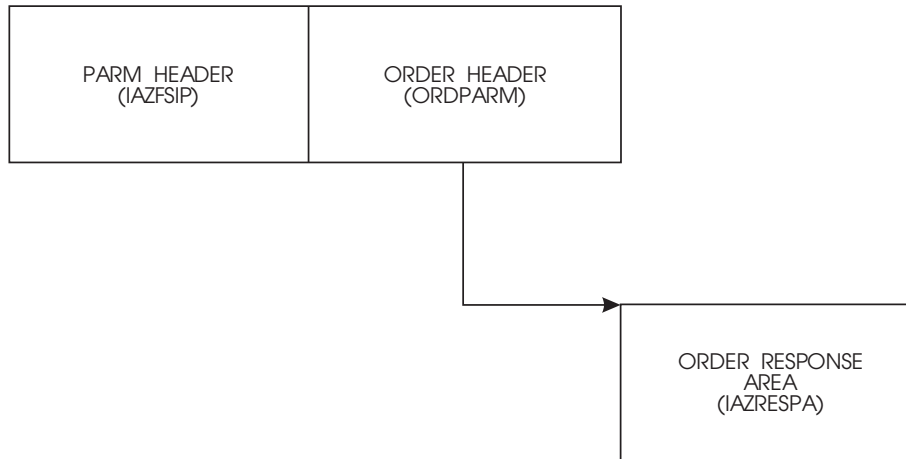 PARM HEADER
(IAZFSIP)
ORDER HEADER
(ORDPARM)
ORDER RESPONSE
AREA
(IAZRESPA)